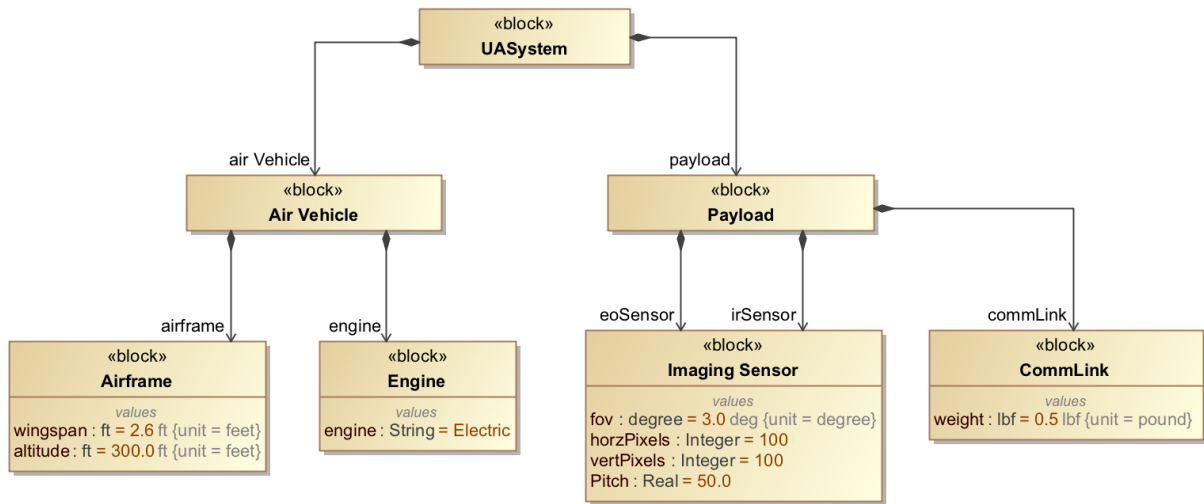 «block»
UASystem
air Vehicle
payload
«block»
Air Vehicle
«block»
Payload
airframe
engine
eoSensor
irSensor
commLink
«block»
Airframe
values
wingspan : ft = 2.6 ft {unit = feet}
altitude : ft = 300.0 ft {unit = feet}
«block»
Engine
values
engine : String = Electric
«block»
Imaging Sensor
values
fov : degree = 3.0 deg {unit = degree}
horzPixels : Integer = 100
vertPixels : Integer = 100
Pitch : Real = 50.0
«block»
CommLink
values
weight : lbf = 0.5 lbf {unit = pound}